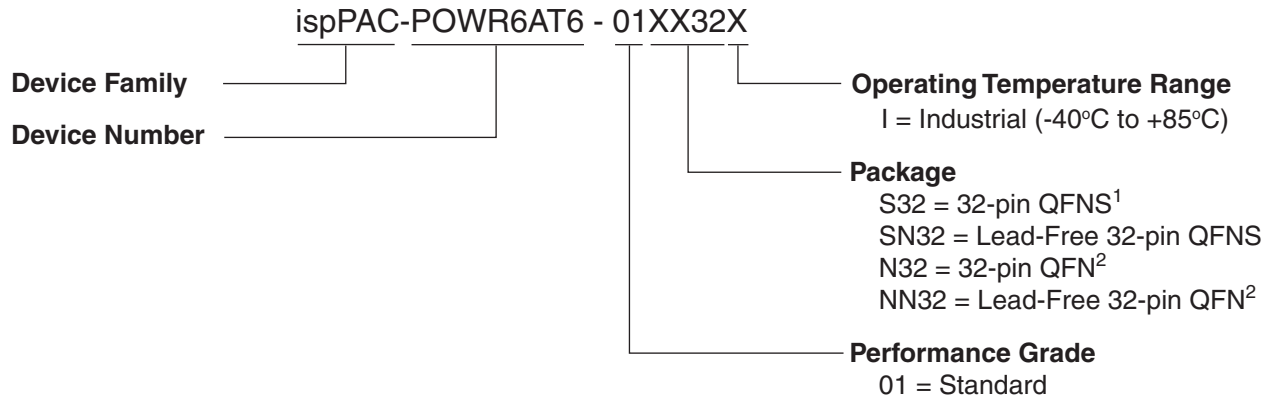 ispPAC-POWR6AT6 - 01XX32X
Device Family
Device Number
Operating Temperature Range
I = Industrial (-40°C to +85°C)
Package
S32 = 32-pin QFNS¹
SN32 = Lead-Free 32-pin QFNS
N32 = 32-pin QFN²
NN32 = Lead-Free 32-pin QFN²
Performance Grade
01 = Standard